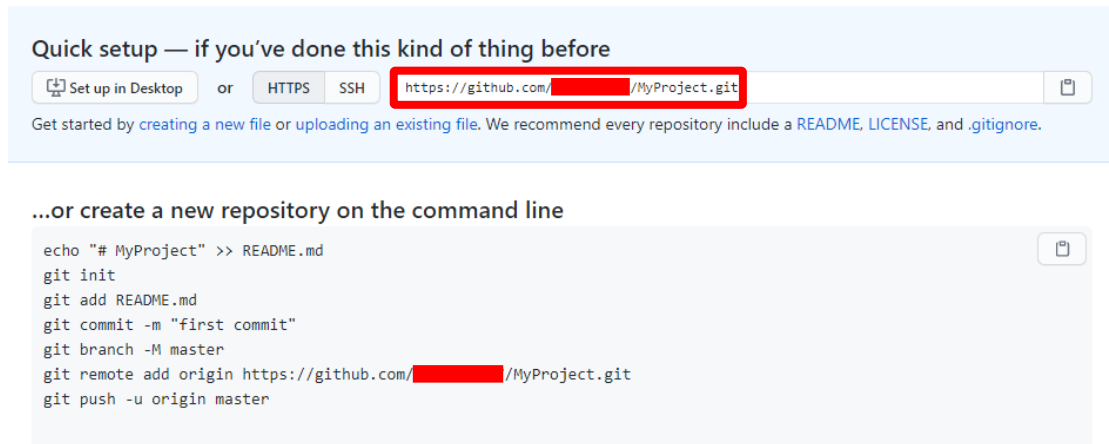 Quick setup — if you've done this kind of thing before
Set up in Desktop or HTTPS SSH https://github.com/ /MyProject.git
Get started by creating a new file or uploading an existing file. We recommend every repository include a README, LICENSE, and .gitignore.
...or create a new repository on the command line
echo "# MyProject" >> README.md
git init
git add README.md
git commit -m "first commit"
git branch -M master
git remote add origin https://github.com/ /MyProject.git
git push -u origin master